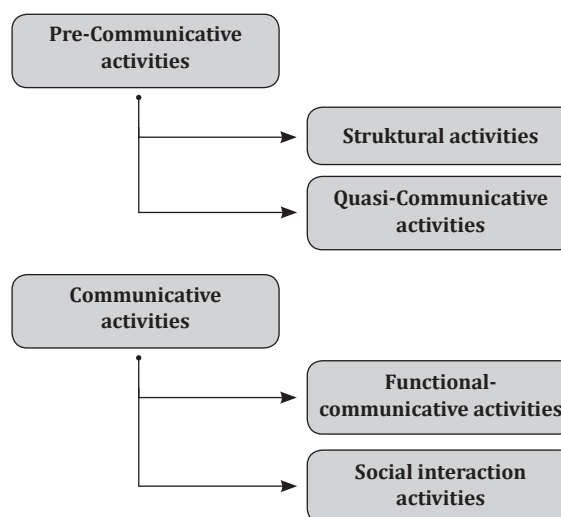 Pre-Communicative
activities
Struktural activities
Quasi-Communicative
activities
Communicative
activities
Functional-
communicative activities
Social interaction
activities